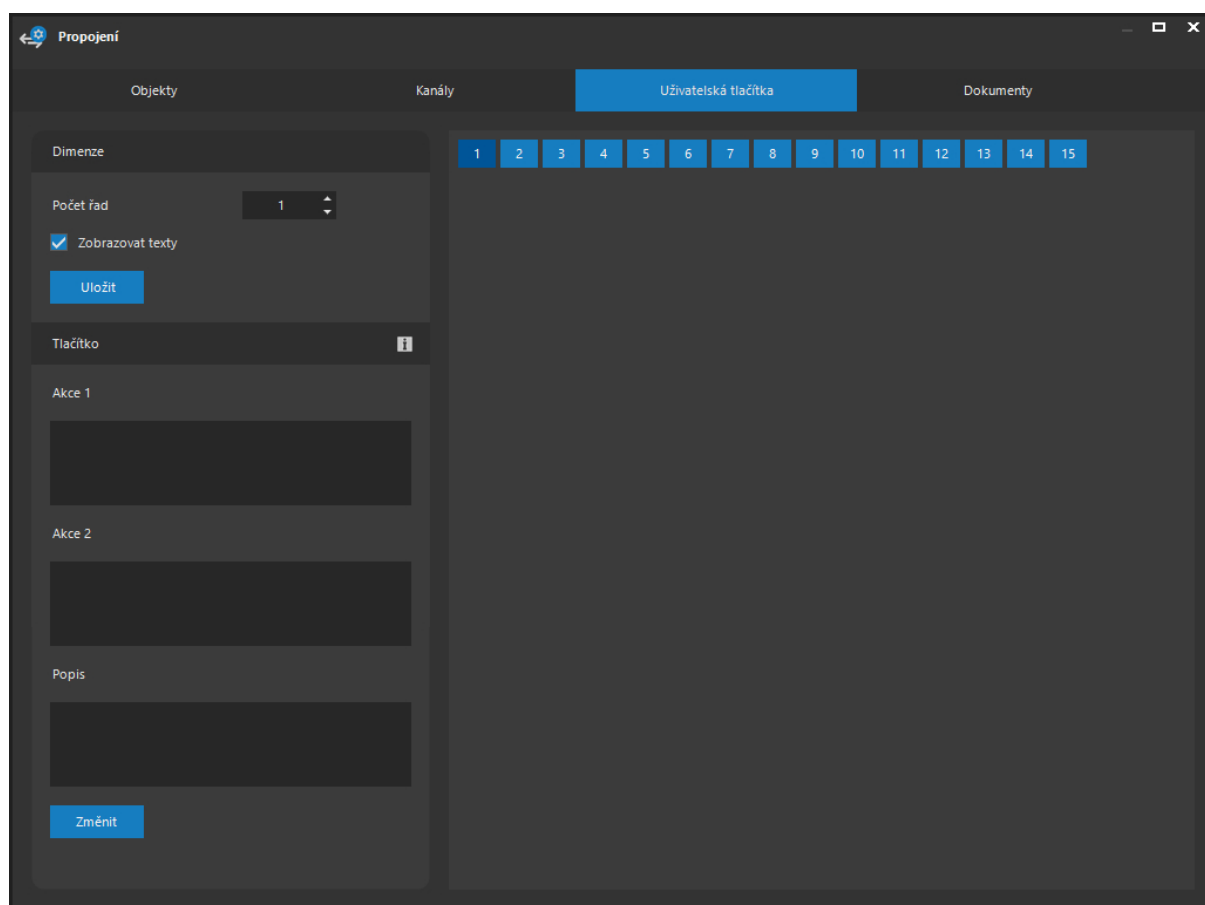 Propojení
Objekty Kanály Uživatelská tlačítka Dokumenty
Dimenze
1 2 3 4 5 6 7 8 9 10 11 12 13 14 15
Počet řad 1
Zobrazovat texty
Uložit
Tlačítko
Akce 1
Akce 2
Popis
Změnit